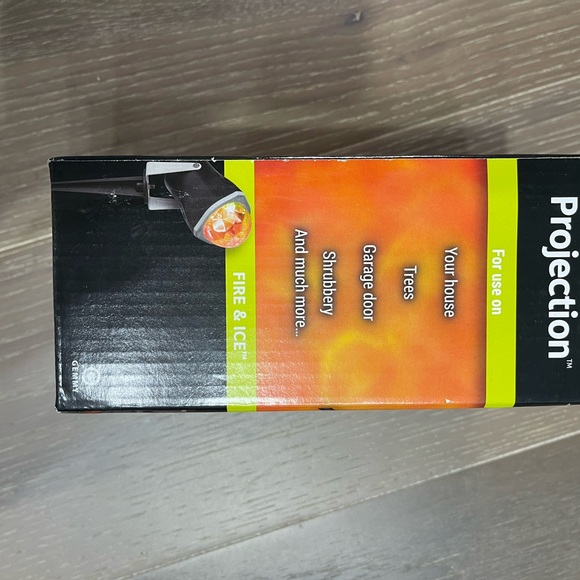 Projection™
For use on
Your house
Trees
Garage door
Shrubbery
And much more...
FIRE & ICE™
GEMMY